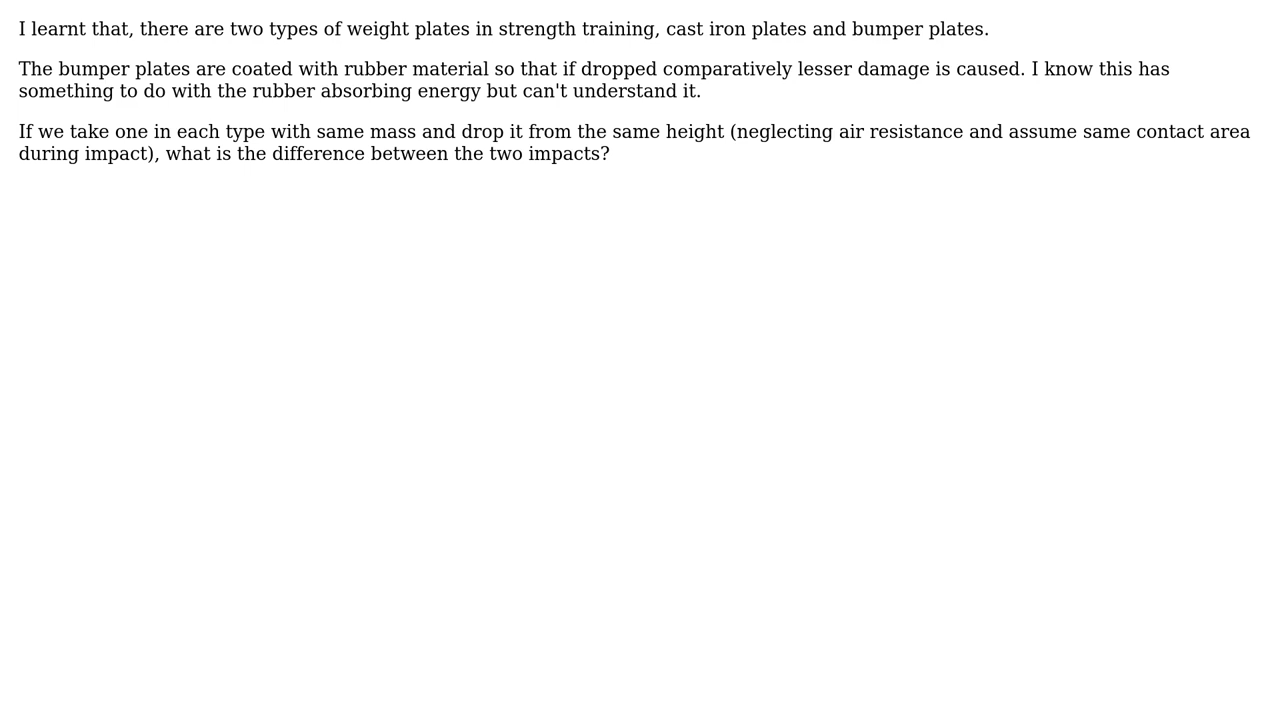 I learnt that, there are two types of weight plates in strength training, cast iron plates and bumper plates.
The bumper plates are coated with rubber material so that if dropped comparatively lesser damage is caused. I know this has
something to do with the rubber absorbing energy but can't understand it.
If we take one in each type with same mass and drop it from the same height (neglecting air resistance and assume same contact area
during impact), what is the difference between the two impacts?